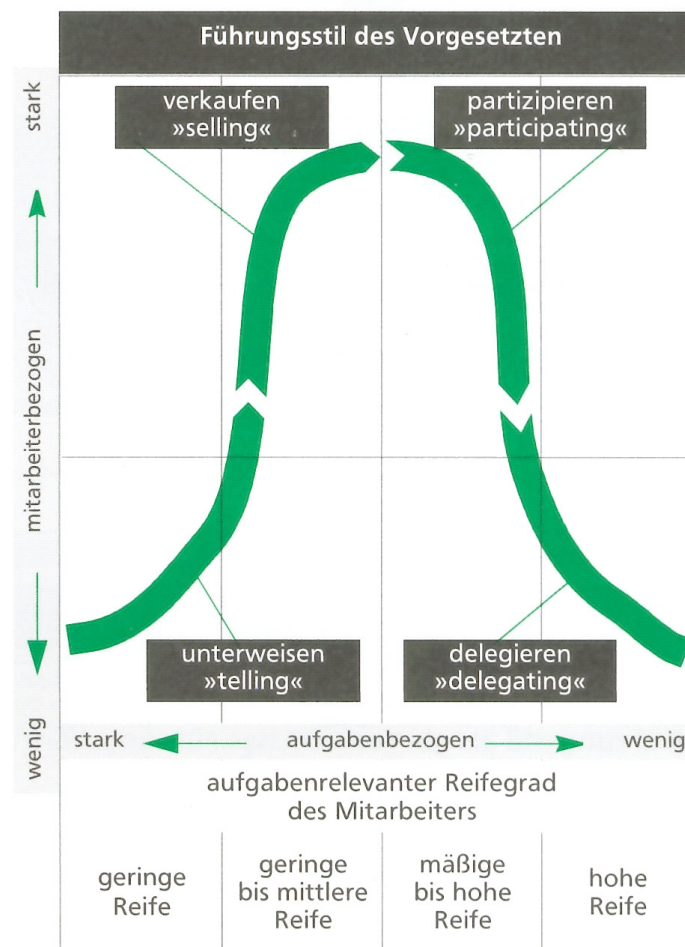 Führungsstil des Vorgesetzten
stark
mitarbeiterbezogen
wenig
verkaufen
»selling«
partizipieren
»participating«
unterweisen
»telling«
delegieren
»delegating«
stark
aufgabenbezogen
wenig
aufgabenrelevanter Reifegrad
des Mitarbeiters
geringe
Reife
geringe
bis mittlere
Reife
mäßige
bis hohe
Reife
hohe
Reife